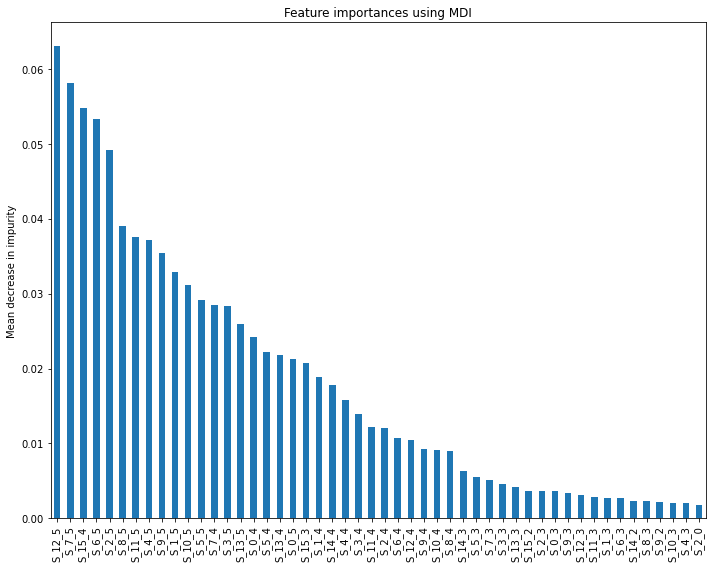 Feature importances using MDI
Mean decrease in impurity
0.06
0.05
0.04
0.03
0.02
0.01
0.00
S_12_5
S_7_5
S_15_4
S_6_5
S_2_5
S_8_5
S_11_5
S_4_5
S_9_5
S_1_5
S_10_5
S_5_5
S_7_4
S_3_5
S_13_5
S_0_4
S_5_4
S_13_4
S_0_5
S_15_3
S_1_4
S_14_4
S_4_4
S_3_4
S_11_4
S_2_4
S_6_4
S_12_4
S_9_4
S_10_4
S_8_4
S_14_3
S_5_3
S_7_3
S_3_3
S_13_3
S_15_2
S_2_3
S_0_3
S_9_3
S_12_3
S_11_3
S_1_3
S_6_3
S_14_2
S_8_3
S_9_2
S_10_3
S_4_3
S_2_0